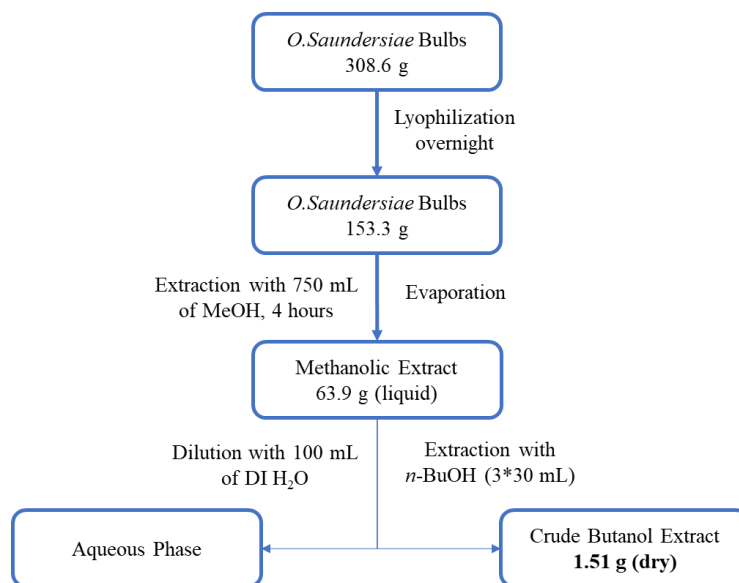 O.Saundersiae Bulbs
308.6 g
Lyophilization
overnight
O.Saundersiae Bulbs
153.3 g
Extraction with 750 mL
of MeOH, 4 hours
Evaporation
Methanolic Extract
63.9 g (liquid)
Dilution with 100 mL
of DI H₂O
Extraction with
n-BuOH (3*30 mL)
Aqueous Phase
Crude Butanol Extract
1.51 g (dry)